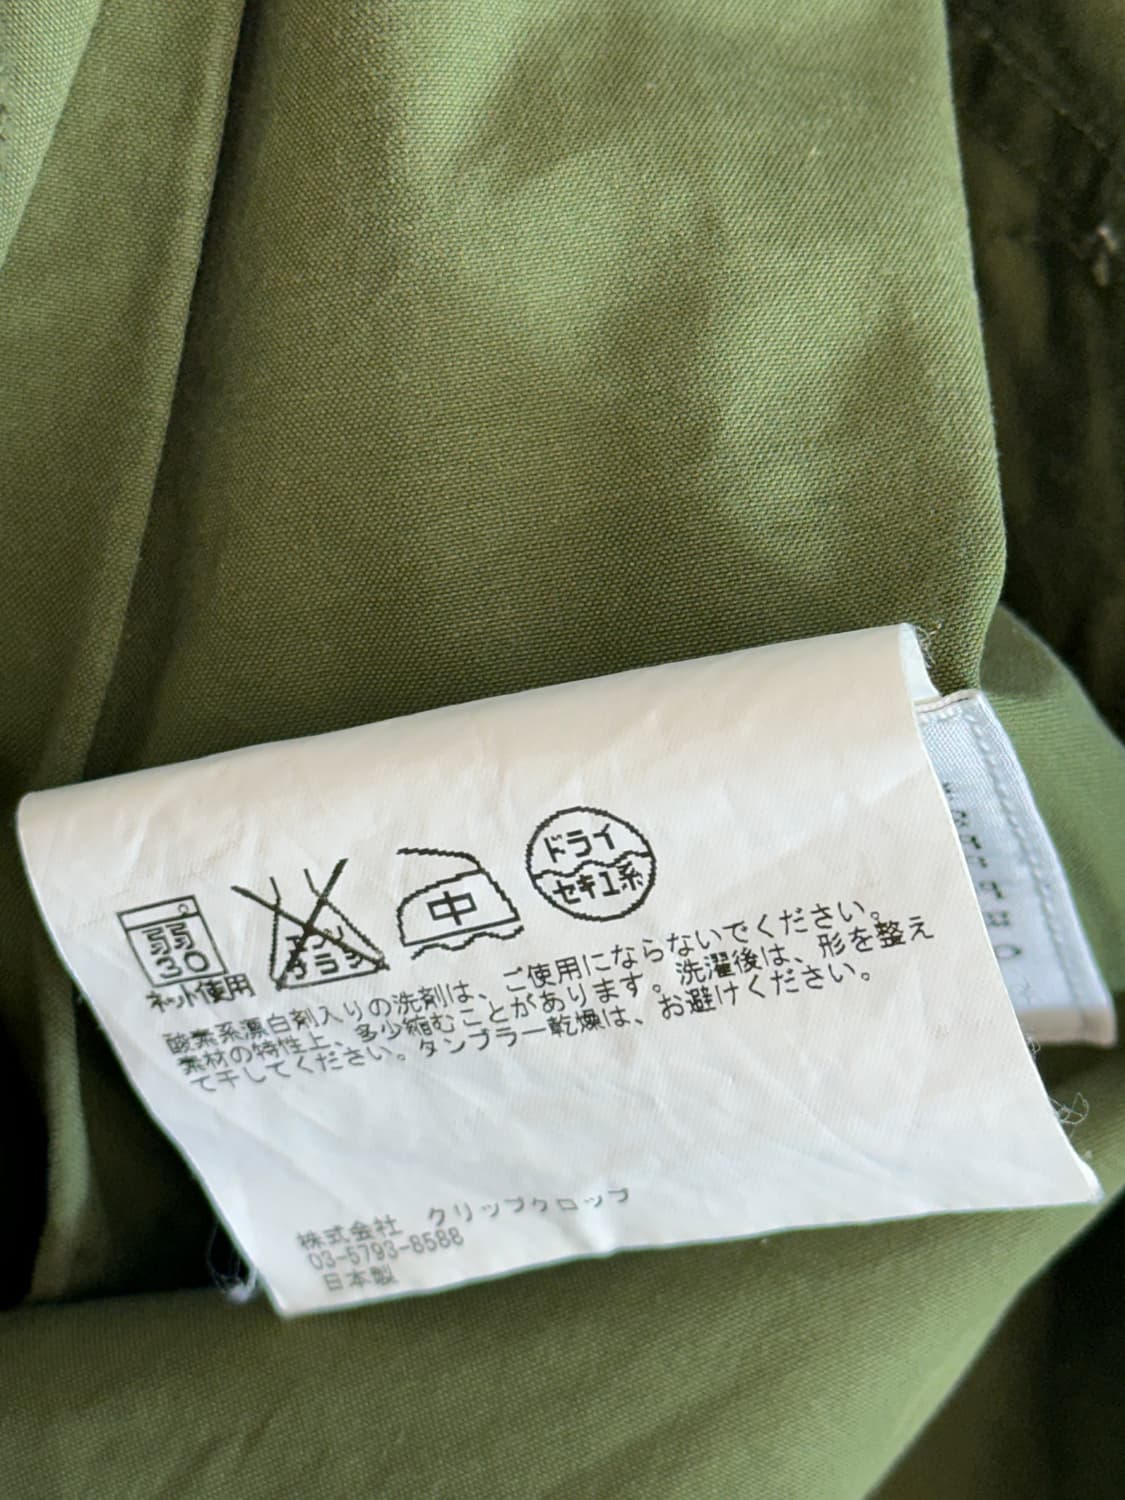 弱
30
ネット使用
エンソ
サラシ
中
ドライ
セキユ系
酸素系漂白剤入りの洗剤は、ご使用にならないでください。
素材の特性上、多少縮むことがあります。洗濯後は、形を整え
て干してください。タンブラー乾燥は、お避けください。
株式会社 クリップクロップ
03-5793-8588
日本製